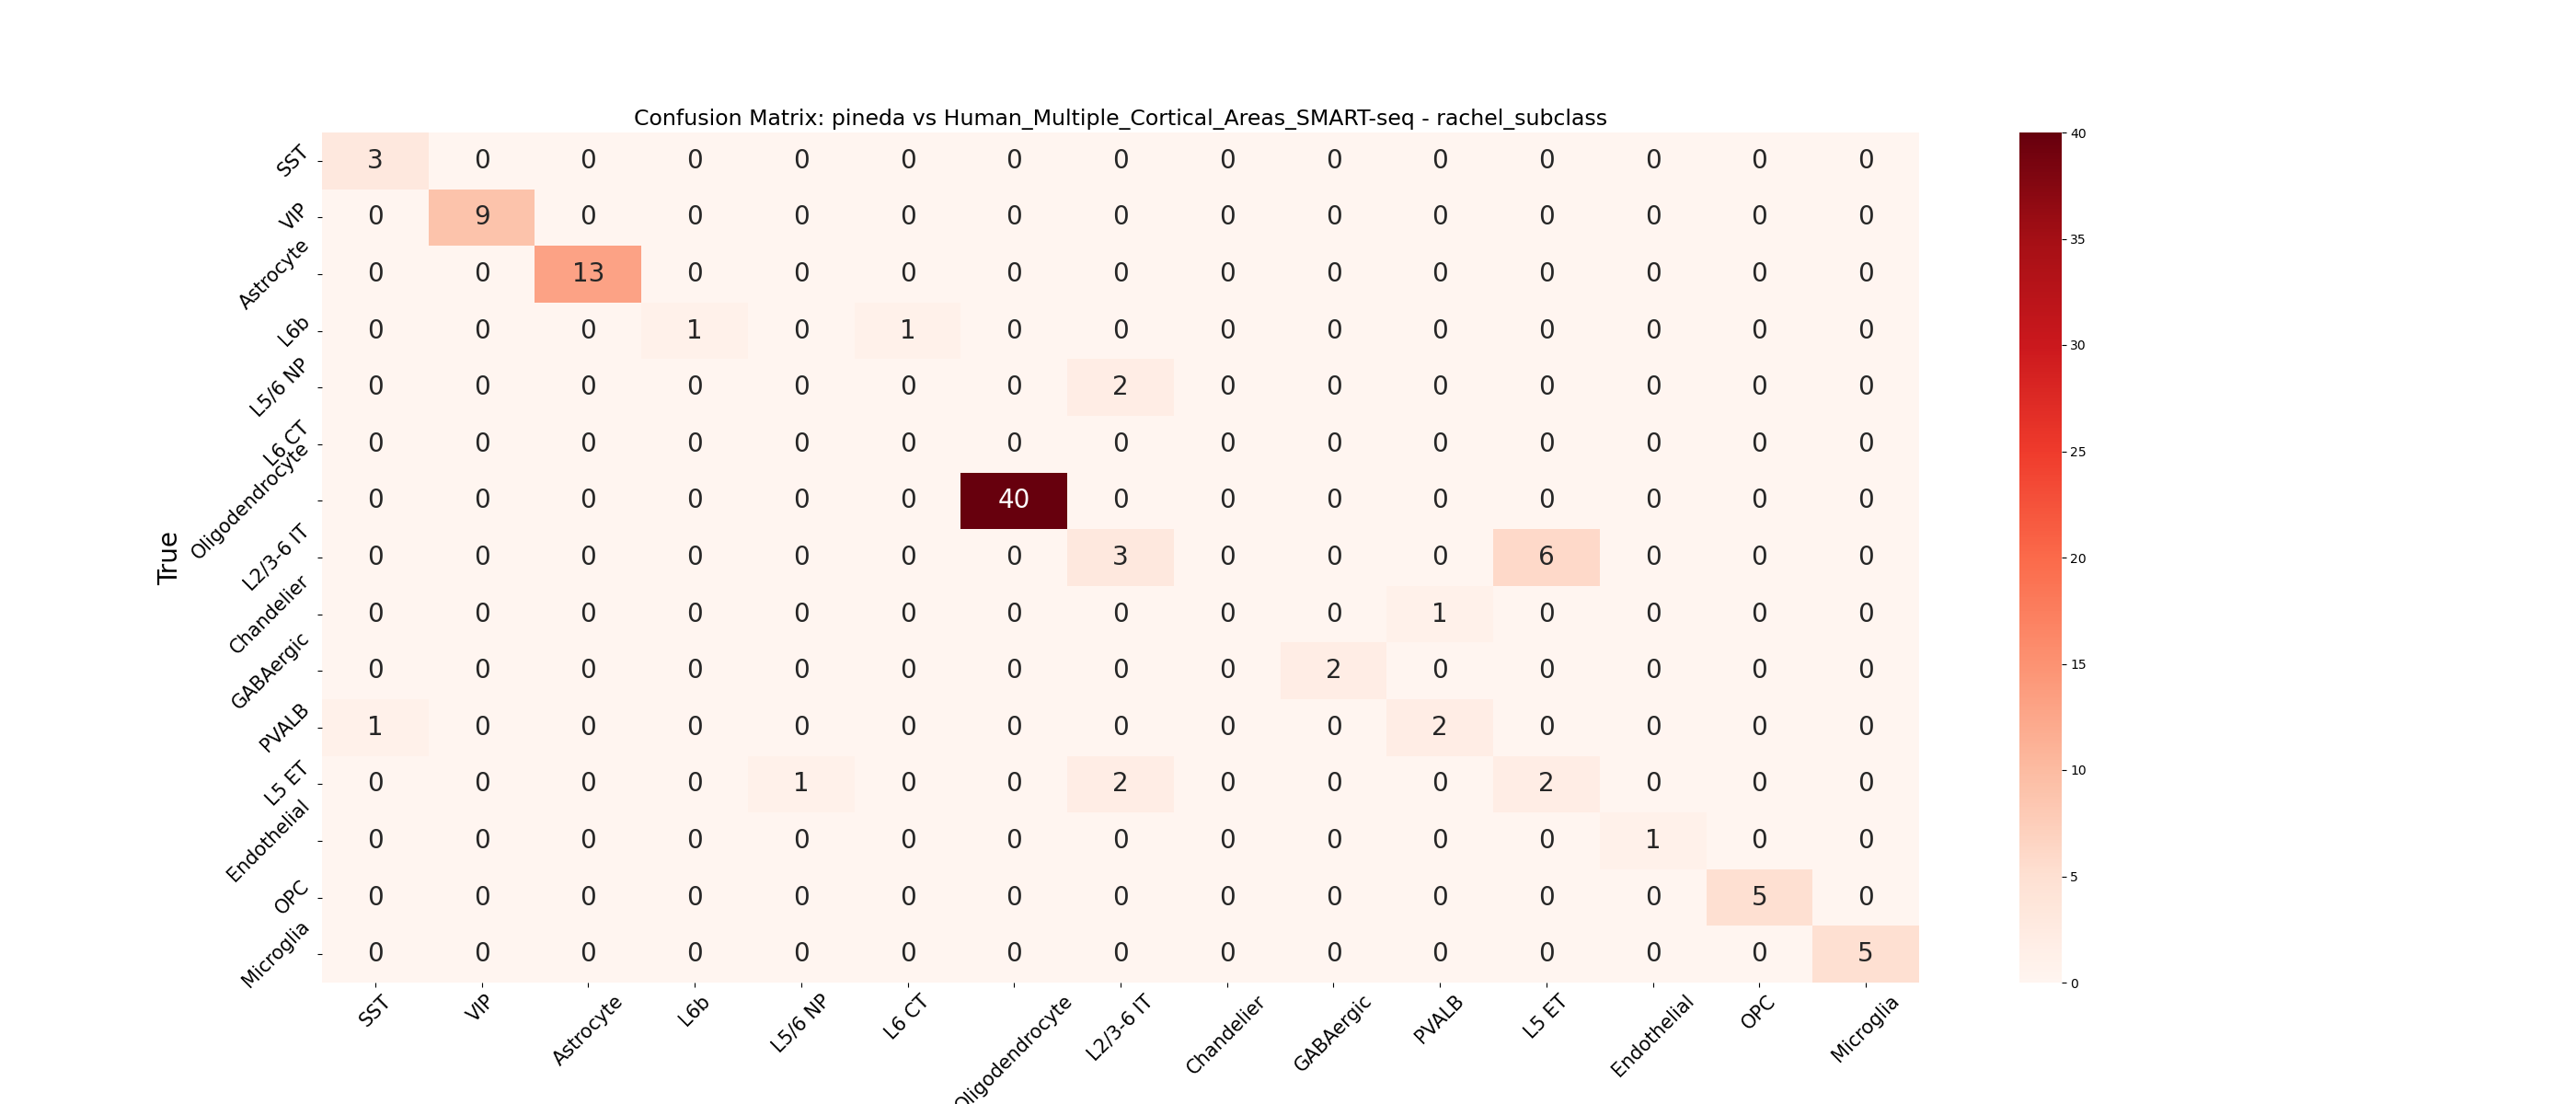 Confusion Matrix: pineda vs Human_Multiple_Cortical_Areas_SMART-seq - rachel_subclass
True
SST 3 0 0 0 0 0 0 0 0 0 0 0 0 0 0
VIP 0 9 0 0 0 0 0 0 0 0 0 0 0 0 0
Astrocyte 0 0 13 0 0 0 0 0 0 0 0 0 0 0 0
L6b 0 0 0 1 0 1 0 0 0 0 0 0 0 0 0
L5/6 NP 0 0 0 0 0 0 0 2 0 0 0 0 0 0 0
L6 CT 0 0 0 0 0 0 0 0 0 0 0 0 0 0 0
Oligodendrocyte 0 0 0 0 0 0 40 0 0 0 0 0 0 0 0
L2/3-6 IT 0 0 0 0 0 0 0 3 0 0 0 6 0 0 0
Chandelier 0 0 0 0 0 0 0 0 0 0 1 0 0 0 0
GABAergic 0 0 0 0 0 0 0 0 0 2 0 0 0 0 0
PVALB 1 0 0 0 0 0 0 0 0 0 2 0 0 0 0
L5 ET 0 0 0 0 1 0 0 2 0 0 0 2 0 0 0
Endothelial 0 0 0 0 0 0 0 0 0 0 0 0 1 0 0
OPC 0 0 0 0 0 0 0 0 0 0 0 0 0 5 0
Microglia 0 0 0 0 0 0 0 0 0 0 0 0 0 0 5
SST VIP Astrocyte L6b L5/6 NP L6 CT Oligodendrocyte L2/3-6 IT Chandelier GABAergic PVALB L5 ET Endothelial OPC Microglia
40
35
30
25
20
15
10
5
0